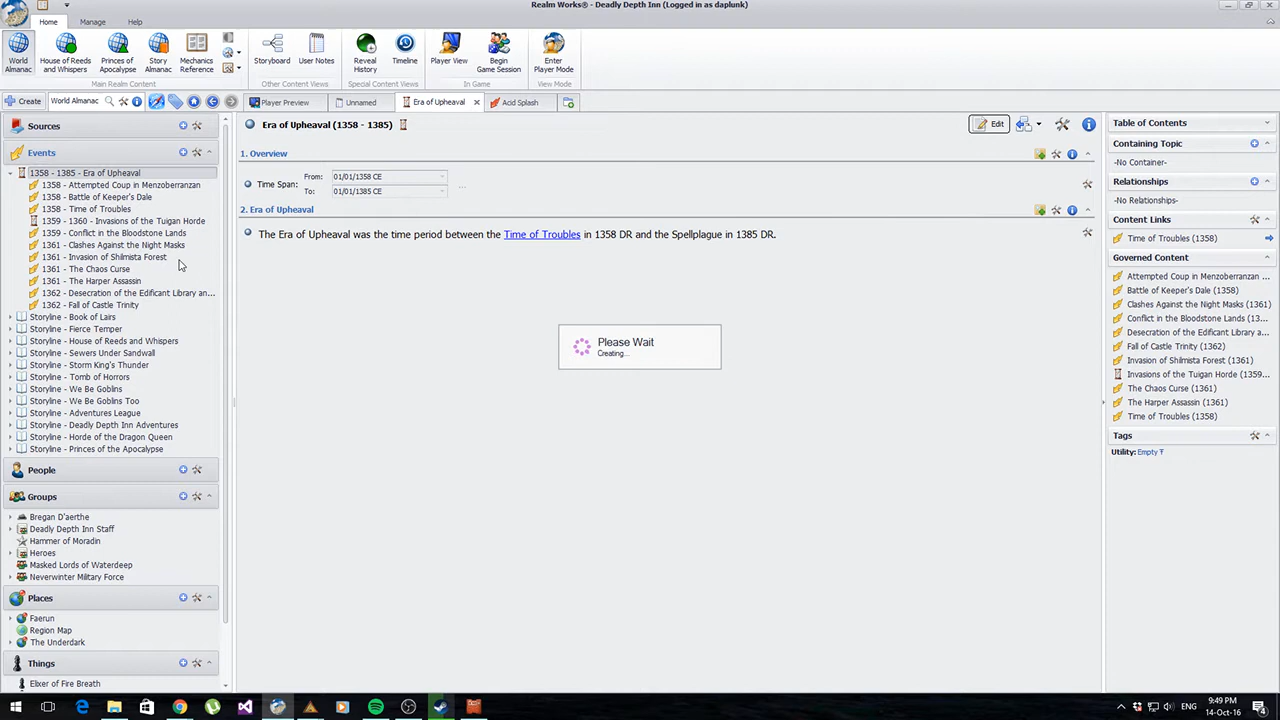 Realm Works® - Deadly Depth Inn (Logged in as daplunk)
Home Manage Help
World Almanac
House of Reeds and Whispers
Princes of Apocalypse
Story Almanac
Mechanics Reference
Storyboard
User Notes
Reveal History
Timeline
Player View
Begin Game Session
Enter Player Mode
Main Realm Content
Other Content Views
Special Content Views
In Game
View Mode
Create
World Almanac
Player Preview
Unnamed
Era of Upheaval
Acid Splash
Sources
Events
1358 - 1385 - Era of Upheaval
1358 - Attempted Coup in Menzoberranzan
1358 - Battle of Keeper's Dale
1358 - Time of Troubles
1359 - 1360 - Invasions of the Tuigan Horde
1359 - Conflict in the Bloodstone Lands
1361 - Clashes Against the Night Masks
1361 - Invasion of Shilmista Forest
1361 - The Chaos Curse
1361 - The Harper Assassin
1362 - Desecration of the Edificant Library an...
1362 - Fall of Castle Trinity
Storyline - Book of Lairs
Storyline - Fierce Temper
Storyline - House of Reeds and Whispers
Storyline - Sewers Under Sandwall
Storyline - Storm King's Thunder
Storyline - Tomb of Horrors
Storyline - We Be Goblins
Storyline - We Be Goblins Too
Storyline - Adventures League
Storyline - Deadly Depth Inn Adventures
Storyline - Horde of the Dragon Queen
Storyline - Princes of the Apocalypse
People
Groups
Bregan D'aerthe
Deadly Depth Inn Staff
Hammer of Moradin
Heroes
Masked Lords of Waterdeep
Neverwinter Military Force
Places
Faerun
Region Map
The Underdark
Things
Elixer of Fire Breath
Era of Upheaval (1358 - 1385)
Edit
1. Overview
Time Span:
From: 01/01/1358 CE
To: 01/01/1385 CE
...
2. Era of Upheaval
The Era of Upheaval was the time period between the Time of Troubles in 1358 DR and the Spellplague in 1385 DR.
Please Wait
Creating...
Table of Contents
Containing Topic
-No Container-
Relationships
-No Relationships-
Content Links
Time of Troubles (1358)
Governed Content
Attempted Coup in Menzoberranzan ...
Battle of Keeper's Dale (1358)
Clashes Against the Night Masks (1361)
Conflict in the Bloodstone Lands (13...
Desecration of the Edificant Library a...
Fall of Castle Trinity (1362)
Invasion of Shilmista Forest (1361)
Invasions of the Tuigan Horde (1359...
The Chaos Curse (1361)
The Harper Assassin (1361)
Time of Troubles (1358)
Tags
Utility: Empty
9:49 PM
14-Oct-16